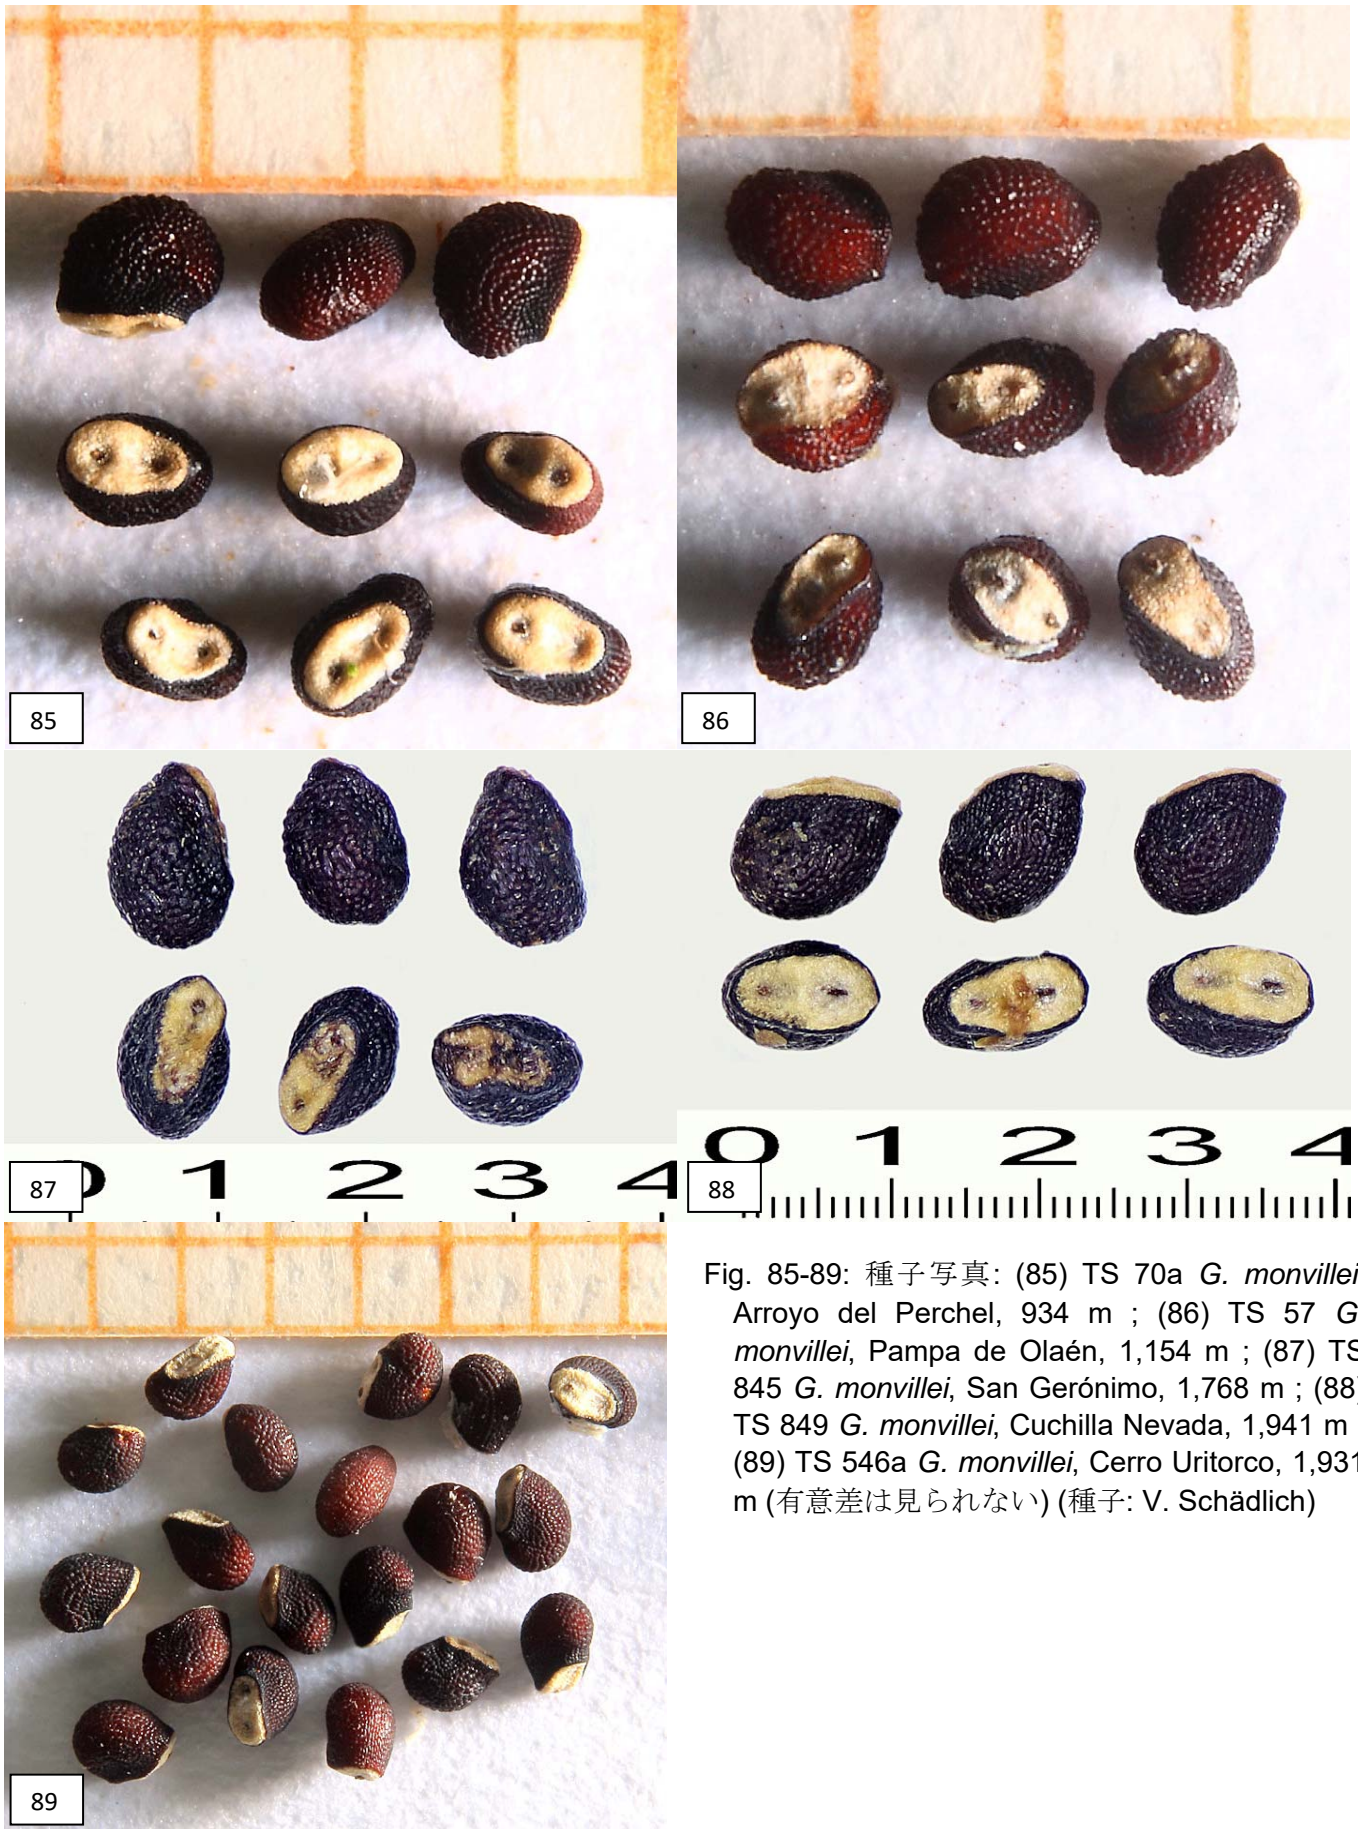 85
86
87
0 1 2 3 4
88
0 1 2 3 4
89
Fig. 85-89: 種子写真: (85) TS 70a G. monvillei
Arroyo del Perchel, 934 m ; (86) TS 57 G
monvillei, Pampa de Olaén, 1,154 m ; (87) TS
845 G. monvillei, San Gerónimo, 1,768 m ; (88)
TS 849 G. monvillei, Cuchilla Nevada, 1,941 m
(89) TS 546a G. monvillei, Cerro Uritorco, 1,931
m (有意差は見られない) (種子: V. Schädlich)